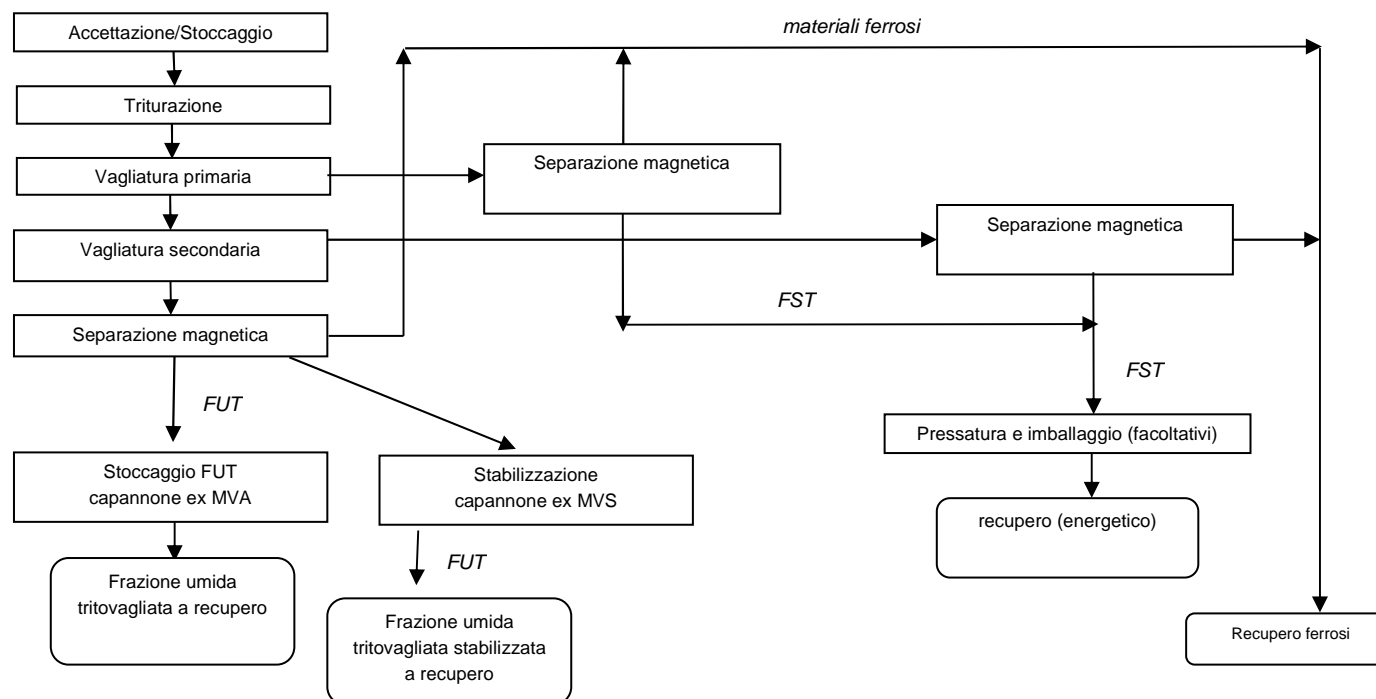 Accettazione/Stoccaggio
materiali ferrosi
Triturazione
Separazione magnetica
Vagliatura primaria
Separazione magnetica
Vagliatura secondaria
FST
Separazione magnetica
FST
FUT
Pressatura e imballaggio (facoltativi)
Stoccaggio FUT
capannone ex MVA
Stabilizzazione
capannone ex MVS
recupero (energetico)
FUT
Frazione umida
tritovagliata a recupero
Frazione umida
tritovagliata stabilizzata
a recupero
Recupero ferrosi